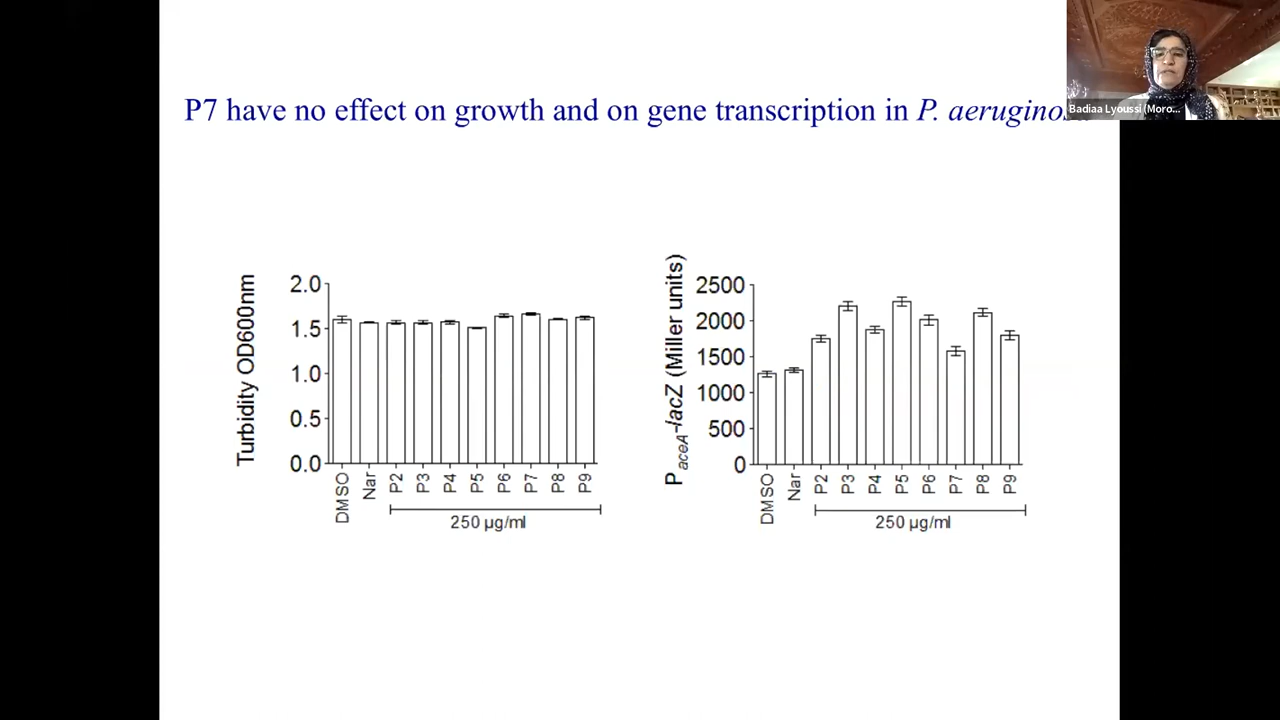 P7 have no effect on growth and on gene transcription in P. aeruginosa
Badiaa Lyoussi (Moro...
Turbidity OD600nm
2.0
1.5
1.0
0.5
0.0
DMSO
Nar
P2
P3
P4
P5
P6
P7
P8
P9
250 µg/ml
PaceA-lacZ (Miller units)
2500
2000
1500
1000
500
0
DMSO
Nar
P2
P3
P4
P5
P6
P7
P8
P9
250 µg/ml